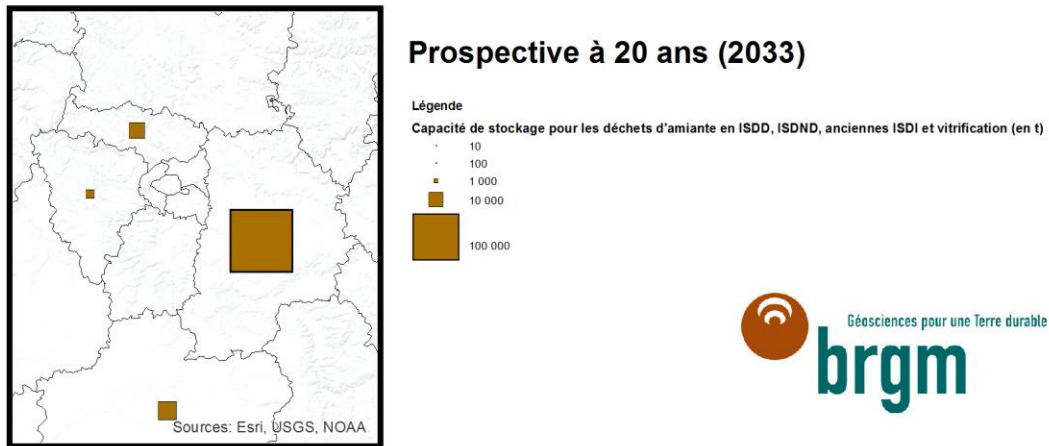 Prospective à 20 ans (2033)
Légende
Capacité de stockage pour les déchets d'amiante en ISDD, ISDND, anciennes ISDI et vitrification (en t)
10
100
1 000
10 000
100 000
Sources: Esri, USGS, NOAA
Géosciences pour une Terre durable
brgm